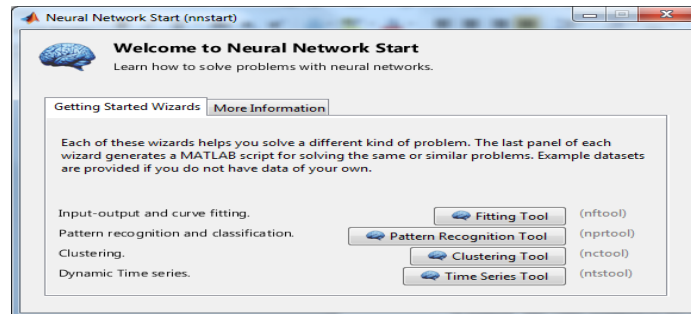 Neural Network Start (nnstart)
Welcome to Neural Network Start
Learn how to solve problems with neural networks.
Getting Started Wizards More Information
Each of these wizards helps you solve a different kind of problem. The last panel of each
wizard generates a MATLAB script for solving the same or similar problems. Example datasets
are provided if you do not have data of your own.
Input-output and curve fitting. Fitting Tool (nftool)
Pattern recognition and classification. Pattern Recognition Tool (nprtool)
Clustering. Clustering Tool (nctool)
Dynamic Time series. Time Series Tool (ntstool)